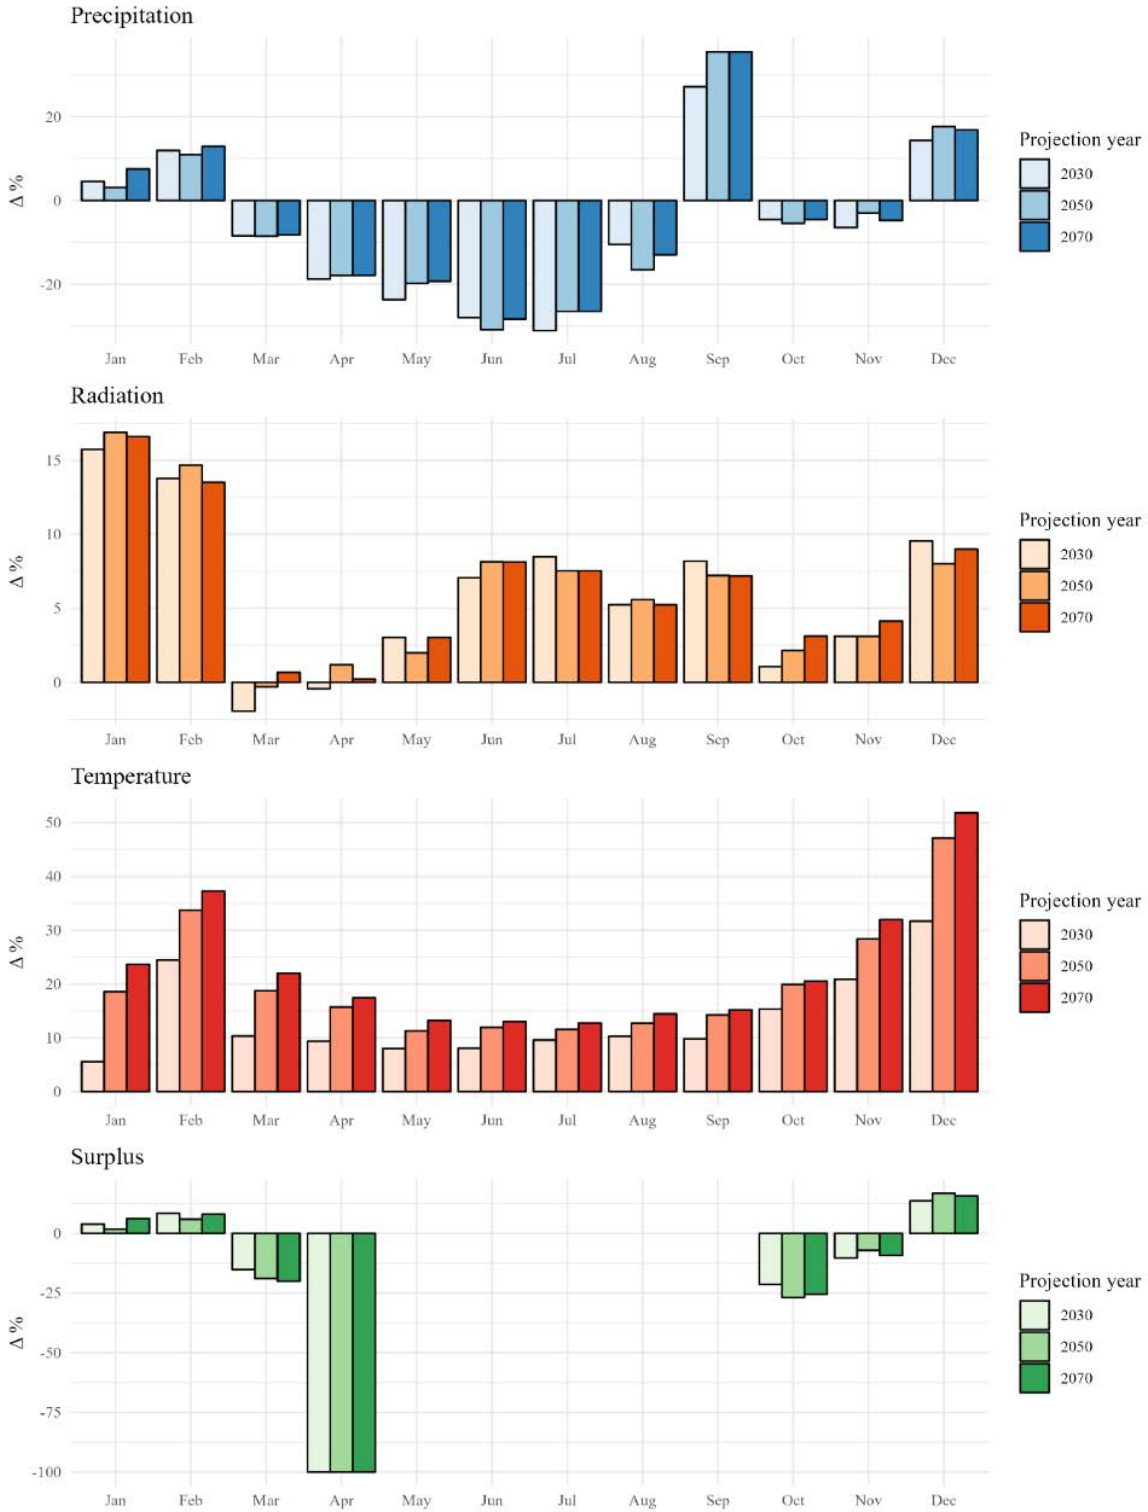 Precipitation
20
0
-20
Δ %
Jan Feb Mar Apr May Jun Jul Aug Sep Oct Nov Dec
Projection year
2030
2050
2070
Radiation
15
10
5
0
Δ %
Jan Feb Mar Apr May Jun Jul Aug Sep Oct Nov Dec
Projection year
2030
2050
2070
Temperature
50
40
30
20
10
0
Δ %
Jan Feb Mar Apr May Jun Jul Aug Sep Oct Nov Dec
Projection year
2030
2050
2070
Surplus
0
-25
-50
-75
-100
Δ %
Jan Feb Mar Apr May Jun Jul Aug Sep Oct Nov Dec
Projection year
2030
2050
2070